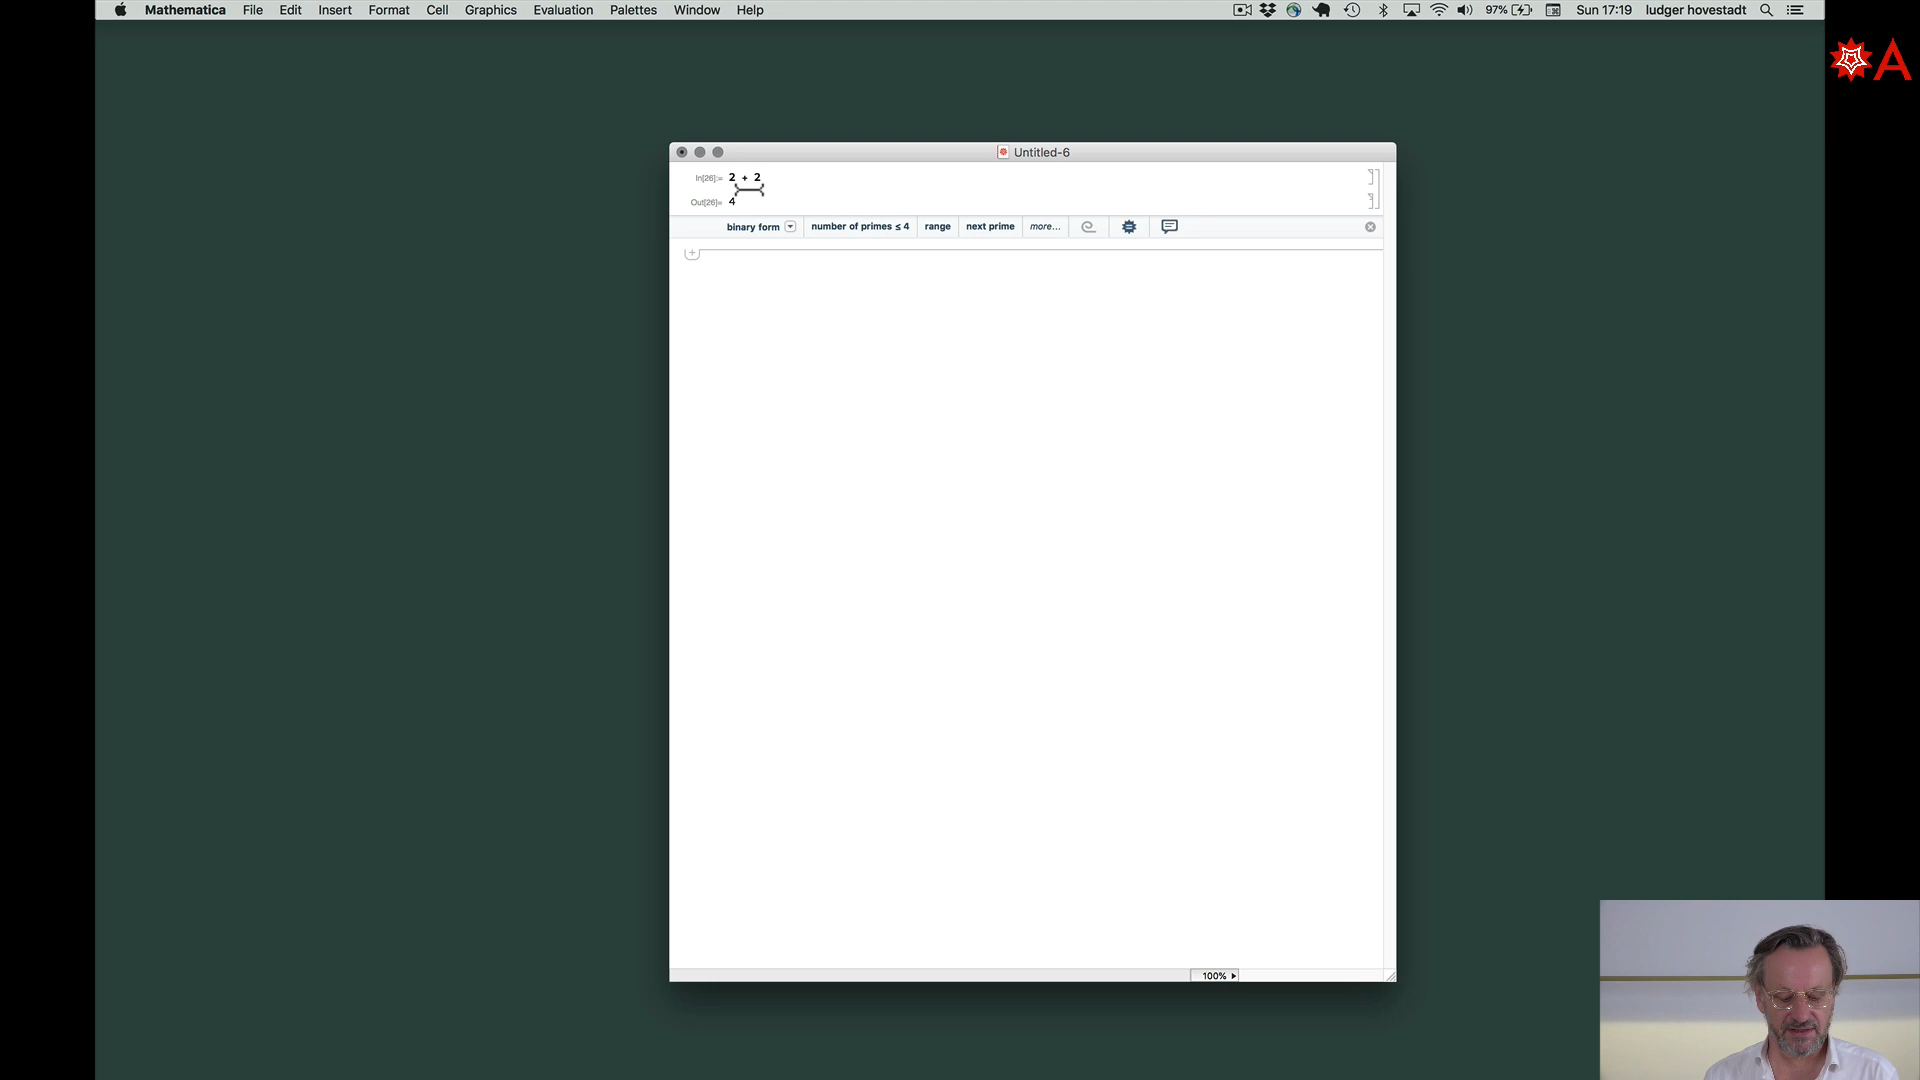 Mathematica File Edit Insert Format Cell Graphics Evaluation Palettes Window Help 97% Sun 17:19 ludger hovestadt
A
Untitled-6
In[26]:= 2 + 2
Out[26]= 4
binary form number of primes ≤ 4 range next prime more...
100%